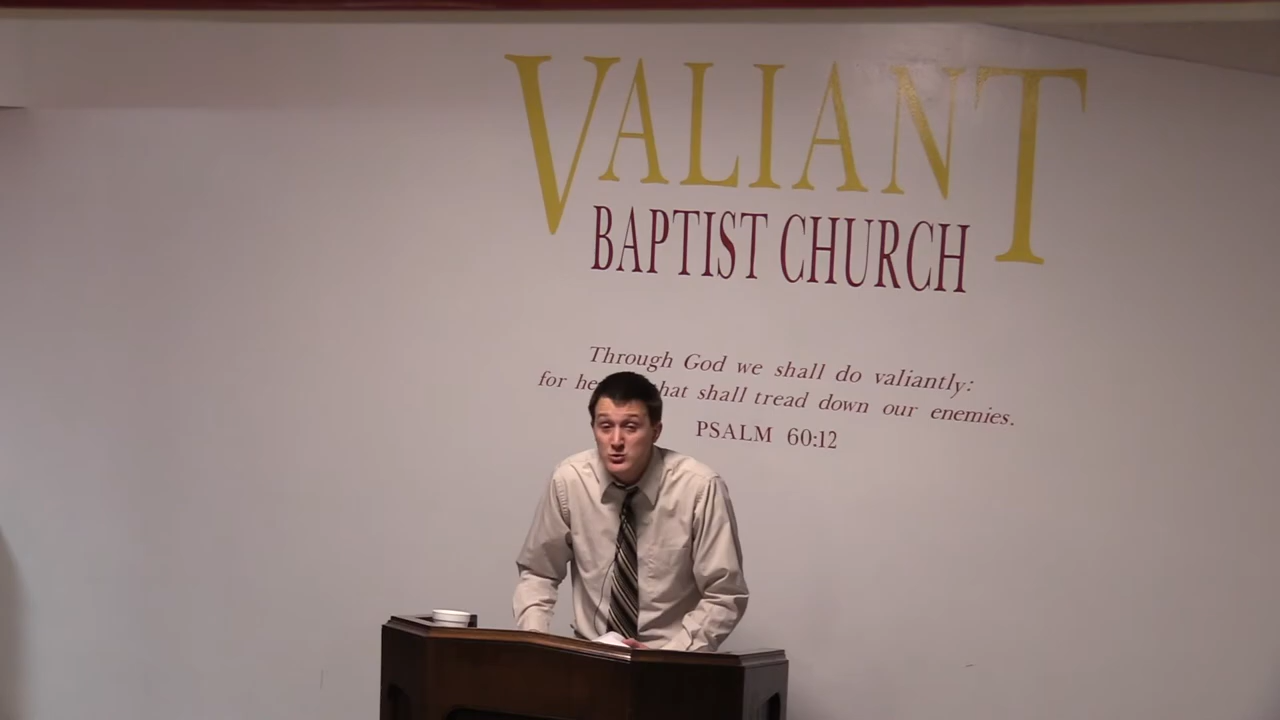 VALIANT
BAPTIST CHURCH
Through God we shall do valiantly:
for he hat shall tread down our enemies.
PSALM 60:12